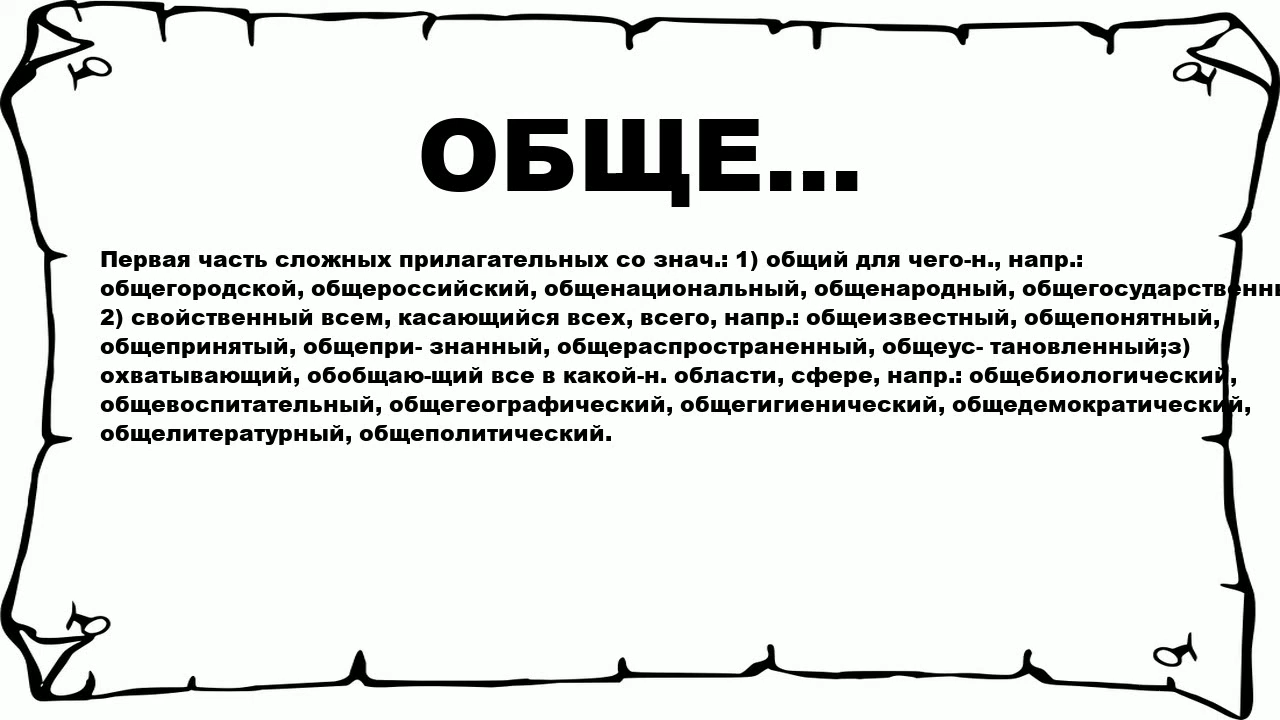 ОБЩЕ...
Первая часть сложных прилагательных со знач.: 1) общий для чего-н., напр.:
общегородской, общероссийский, общенациональный, общенародный, общегосударственн
2) свойственный всем, касающийся всех, всего, напр.: общеизвестный, общепонятный,
общепринятый, общепри- знанный, общераспространенный, общеус- тановленный;з)
охватывающий, обобщаю-щий все в какой-н. области, сфере, напр.: общебиологический,
общевоспитательный, общегеографический, общегигиенический, общедемократический,
общелитературный, общеполитический.